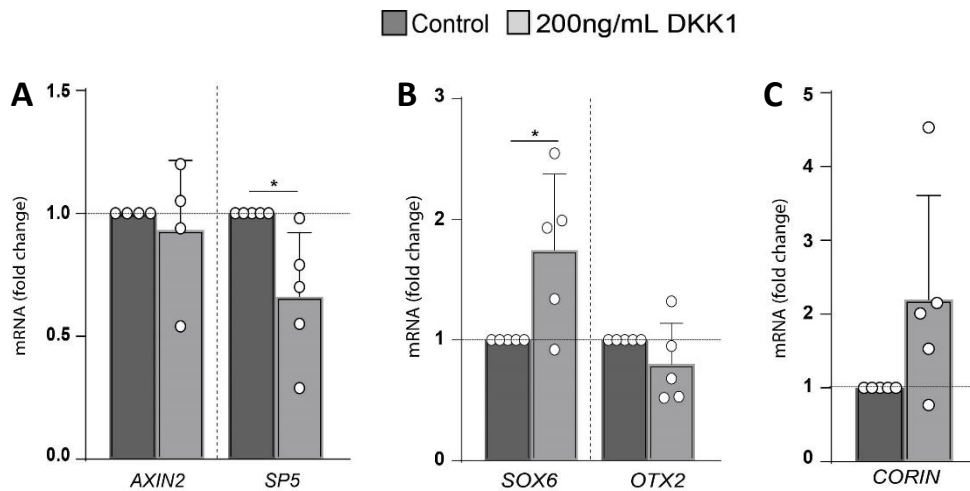 Control 200ng/mL DKK1
A
mRNA (fold change)
1.5
1.0
0.5
0.0
*
AXIN2 SP5
B
mRNA (fold change)
3
2
1
0
*
SOX6 OTX2
C
mRNA (fold change)
5
4
3
2
1
0
CORIN